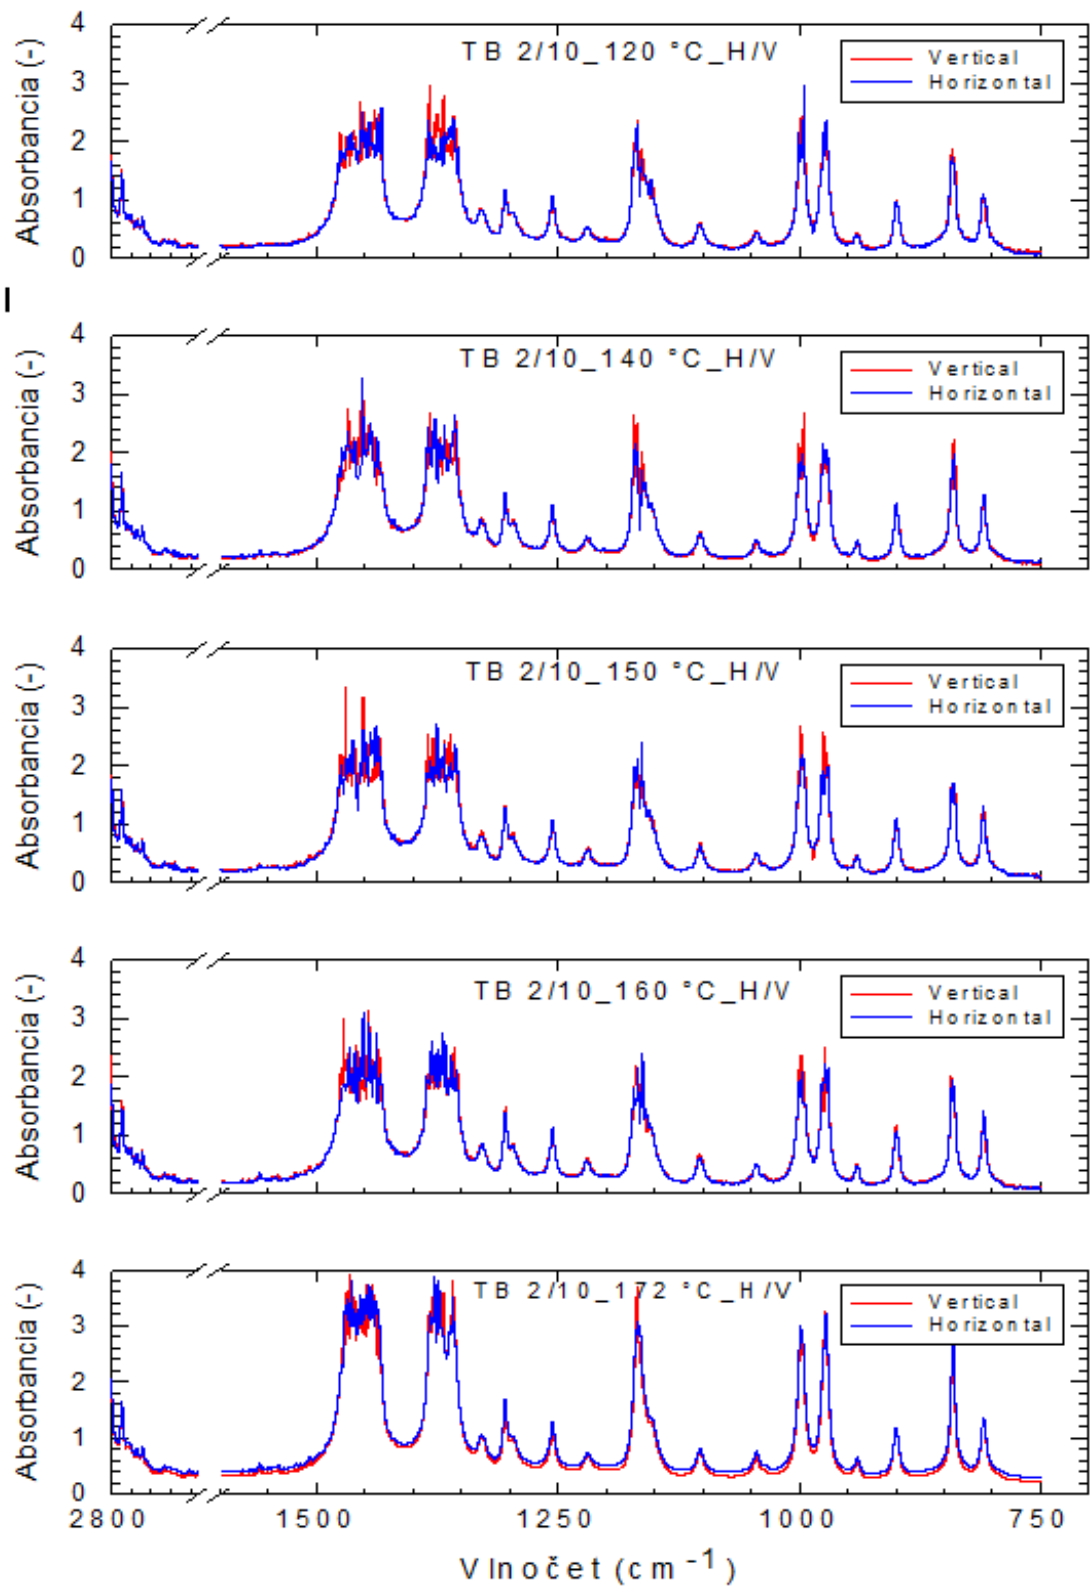 4
3
2
1
0
Absorbancia (-)
TB 2/10_120 °C_H/V
Vertical
Horizontal
I
4
3
2
1
0
Absorbancia (-)
TB 2/10_140 °C_H/V
Vertical
Horizontal
4
3
2
1
0
Absorbancia (-)
TB 2/10_150 °C_H/V
Vertical
Horizontal
4
3
2
1
0
Absorbancia (-)
TB 2/10_160 °C_H/V
Vertical
Horizontal
4
3
2
1
0
Absorbancia (-)
TB 2/10_172 °C_H/V
Vertical
Horizontal
2800 1500 1250 1000 750
Vlnočet (cm⁻¹)